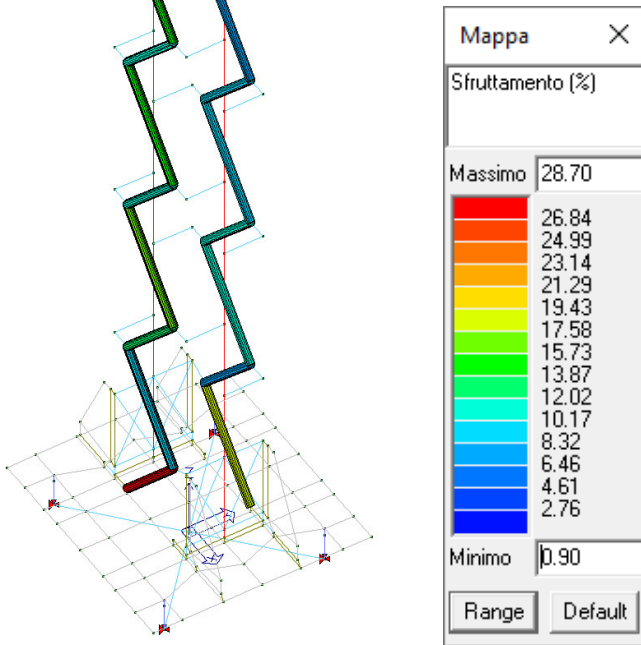 Mappa
Sfruttamento (%)
Massimo 28.70
26.84
24.99
23.14
21.29
19.43
17.58
15.73
13.87
12.02
10.17
8.32
6.46
4.61
2.76
Minimo 0.90
Range Default